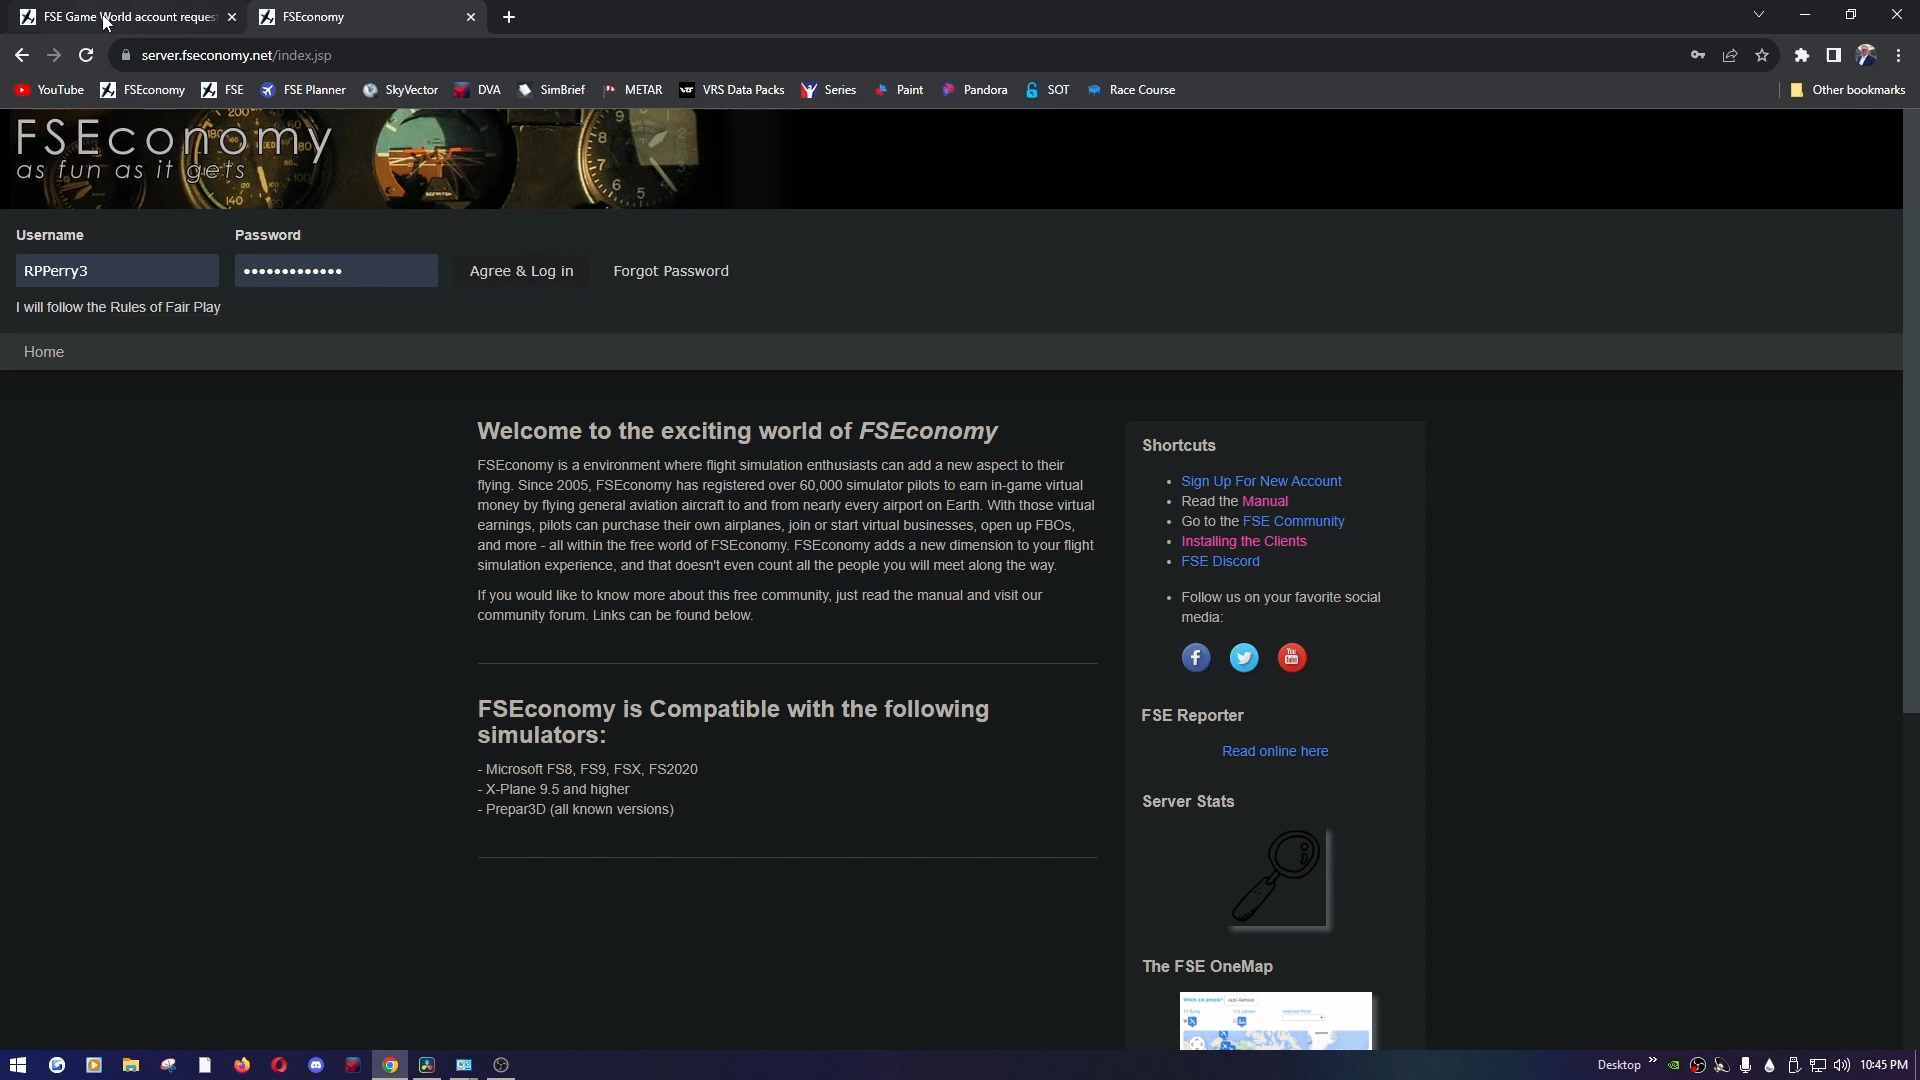 FSE Game World account reques
FSEconomy
server.fseconomy.net/index.jsp
YouTube FSEconomy FSE FSE Planner SkyVector DVA SimBrief METAR VRS Data Packs Series Paint Pandora SOT Race Course Other bookmarks
FSEconomy
as fun as it gets
Username Password
RPPerry3 ••••••••••••• Agree & Log in Forgot Password
I will follow the Rules of Fair Play
Home
Welcome to the exciting world of FSEconomy
FSEconomy is a environment where flight simulation enthusiasts can add a new aspect to their
flying. Since 2005, FSEconomy has registered over 60,000 simulator pilots to earn in-game virtual
money by flying general aviation aircraft to and from nearly every airport on Earth. With those virtual
earnings, pilots can purchase their own airplanes, join or start virtual businesses, open up FBOs,
and more - all within the free world of FSEconomy. FSEconomy adds a new dimension to your flight
simulation experience, and that doesn't even count all the people you will meet along the way.
If you would like to know more about this free community, just read the manual and visit our
community forum. Links can be found below.
FSEconomy is Compatible with the following
simulators:
- Microsoft FS8, FS9, FSX, FS2020
- X-Plane 9.5 and higher
- Prepar3D (all known versions)
Shortcuts
• Sign Up For New Account
• Read the Manual
• Go to the FSE Community
• Installing the Clients
• FSE Discord
• Follow us on your favorite social
media:
FSE Reporter
Read online here
Server Stats
The FSE OneMap
Where are people? Auto-Refresh
Desktop 10:45 PM